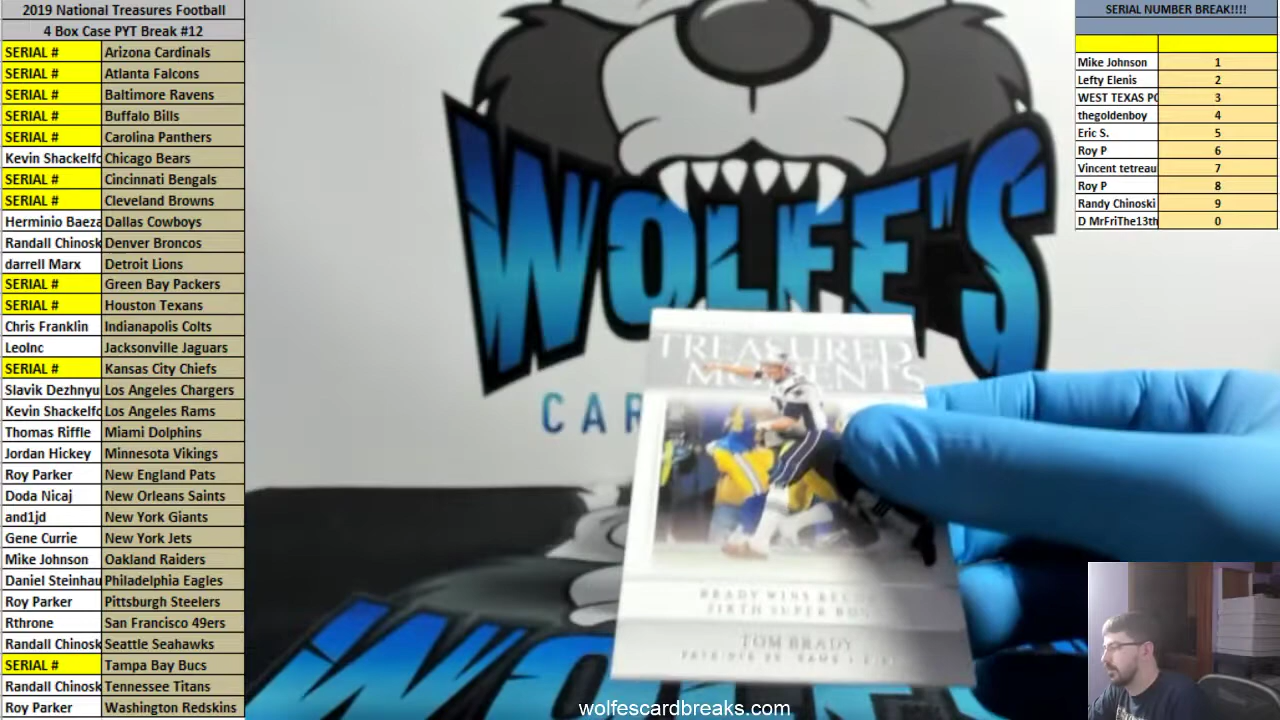 2019 National Treasures Football
4 Box Case PYT Break #12
SERIAL # Arizona Cardinals
SERIAL # Atlanta Falcons
SERIAL # Baltimore Ravens
SERIAL # Buffalo Bills
SERIAL # Carolina Panthers
Kevin Shackelfo Chicago Bears
SERIAL # Cincinnati Bengals
SERIAL # Cleveland Browns
Herminio Baeza Dallas Cowboys
Randall Chinosk Denver Broncos
darrell Marx Detroit Lions
SERIAL # Green Bay Packers
SERIAL # Houston Texans
Chris Franklin Indianapolis Colts
LeoInc Jacksonville Jaguars
SERIAL # Kansas City Chiefs
Slavik Dezhnyu Los Angeles Chargers
Kevin Shackelfo Los Angeles Rams
Thomas Riffle Miami Dolphins
Jordan Hickey Minnesota Vikings
Roy Parker New England Pats
Doda Nicaj New Orleans Saints
and1jd New York Giants
Gene Currie New York Jets
Mike Johnson Oakland Raiders
Daniel Steinhau Philadelphia Eagles
Roy Parker Pittsburgh Steelers
Rthrone San Francisco 49ers
Randall Chinosk Seattle Seahawks
SERIAL # Tampa Bay Bucs
Randall Chinosk Tennessee Titans
Roy Parker Washington Redskins
WOLFE'S
CAR
TREASURED
MOMENTS
BRADY WINS RECO
SIXTH SUPER BO
TOM BRADY
WOLFE'S
wolfescardbreaks.com
SERIAL NUMBER BREAK!!!!
Mike Johnson 1
Lefty Elenis 2
WEST TEXAS PO 3
thegoldenboy 4
Eric S. 5
Roy P 6
Vincent tetreau 7
Roy P 8
Randy Chinoski 9
D MrFriThe13th 0